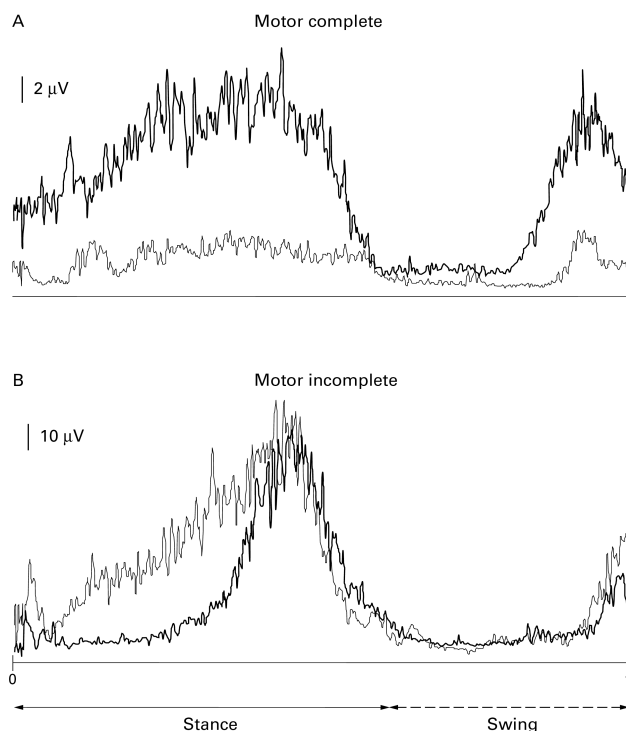 A
Motor complete
2 μV
B
Motor incomplete
10 μV
0
Stance
Swing